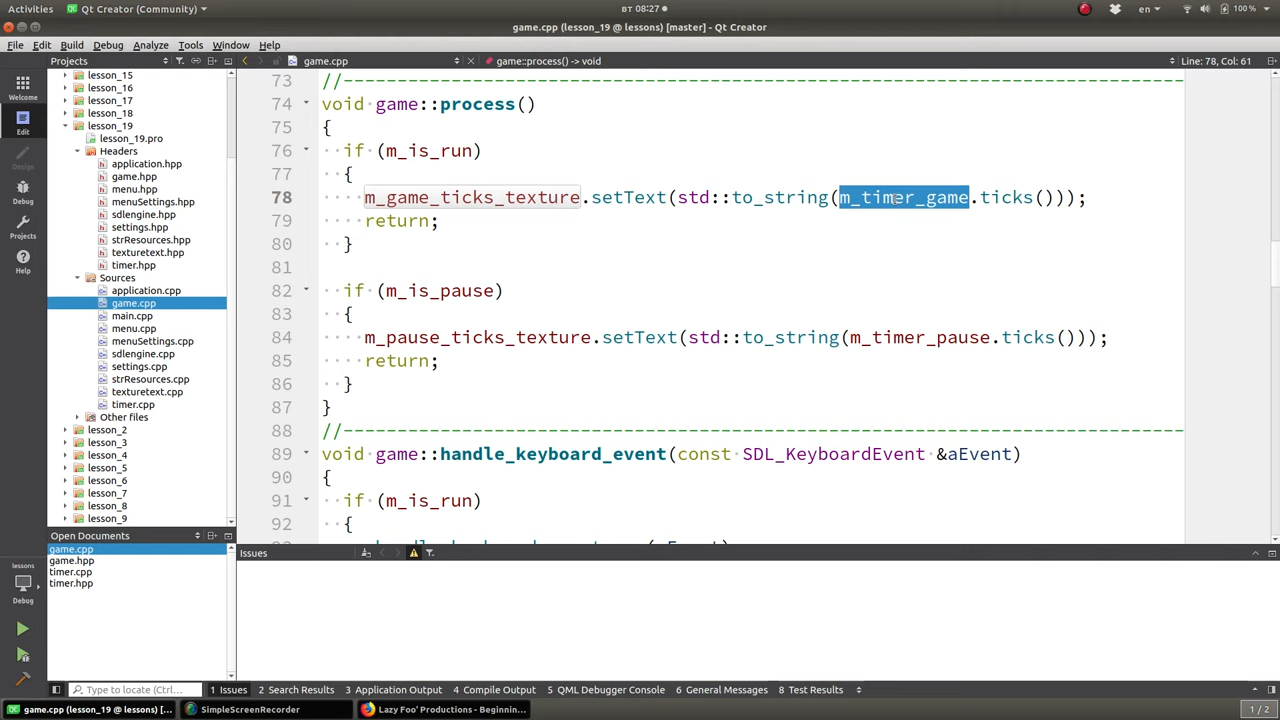 Activities
Qt Creator (Community)
ВТ 08:27
en
100 %
game.cpp (lesson_19 @ lessons) [master] - Qt Creator
File Edit Build Debug Analyze Tools Window Help
Projects
game.cpp
game::process() -> void
Line: 78, Col: 61
Welcome
Edit
Design
Debug
Projects
Help
lesson_15
lesson_16
lesson_17
lesson_18
lesson_19
lesson_19.pro
Headers
application.hpp
game.hpp
menu.hpp
menuSettings.hpp
sdlengine.hpp
settings.hpp
strResources.hpp
texturetext.hpp
timer.hpp
Sources
application.cpp
game.cpp
main.cpp
menu.cpp
menuSettings.cpp
sdlengine.cpp
settings.cpp
strResources.cpp
texturetext.cpp
timer.cpp
Other files
lesson_2
lesson_3
lesson_4
lesson_5
lesson_6
lesson_7
lesson_8
lesson_9
73 //--------------------------------------------------------------------------------
74 void game::process()
75 {
76 if (m_is_run)
77 {
78 m_game_ticks_texture.setText(std::to_string(m_timer_game.ticks()));
79 return;
80 }
81
82 if (m_is_pause)
83 {
84 m_pause_ticks_texture.setText(std::to_string(m_timer_pause.ticks()));
85 return;
86 }
87 }
88 //--------------------------------------------------------------------------------
89 void game::handle_keyboard_event(const SDL_KeyboardEvent &aEvent)
90 {
91 if (m_is_run)
92 {
Open Documents
game.cpp
game.hpp
timer.cpp
timer.hpp
Issues
lessons
Debug
Type to locate (Ctrl+K)
1 Issues 2 Search Results 3 Application Output 4 Compile Output 5 QML Debugger Console 6 General Messages 8 Test Results
game.cpp (lesson_19 @ lessons) [...
SimpleScreenRecorder
Lazy Foo' Productions - Beginnin...
1 / 2